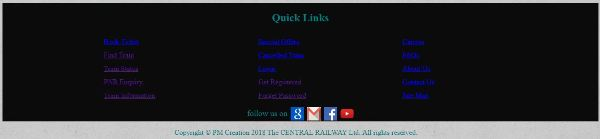 Quick Links
Book Ticket Special Offers Careers
Find Train Cancelled Train FAQs
Train Status Login About Us
PNR Enquiry Get Registered Contact Us
Train Information Forget Password Site Map
follow us on
Copyright © PM Creation 2018 The CENTRAL RAILWAY Ltd. All rights reserved.